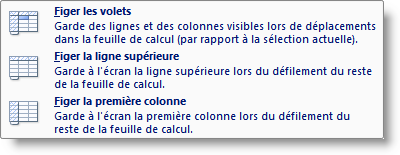 Figer les volets
Garde des lignes et des colonnes visibles lors de déplacements
dans la feuille de calcul (par rapport à la sélection actuelle).
Figer la ligne supérieure
Garde à l'écran la ligne supérieure lors du défilement du reste
de la feuille de calcul.
Figer la première colonne
Garde à l'écran la première colonne lors du défilement du
reste de la feuille de calcul.